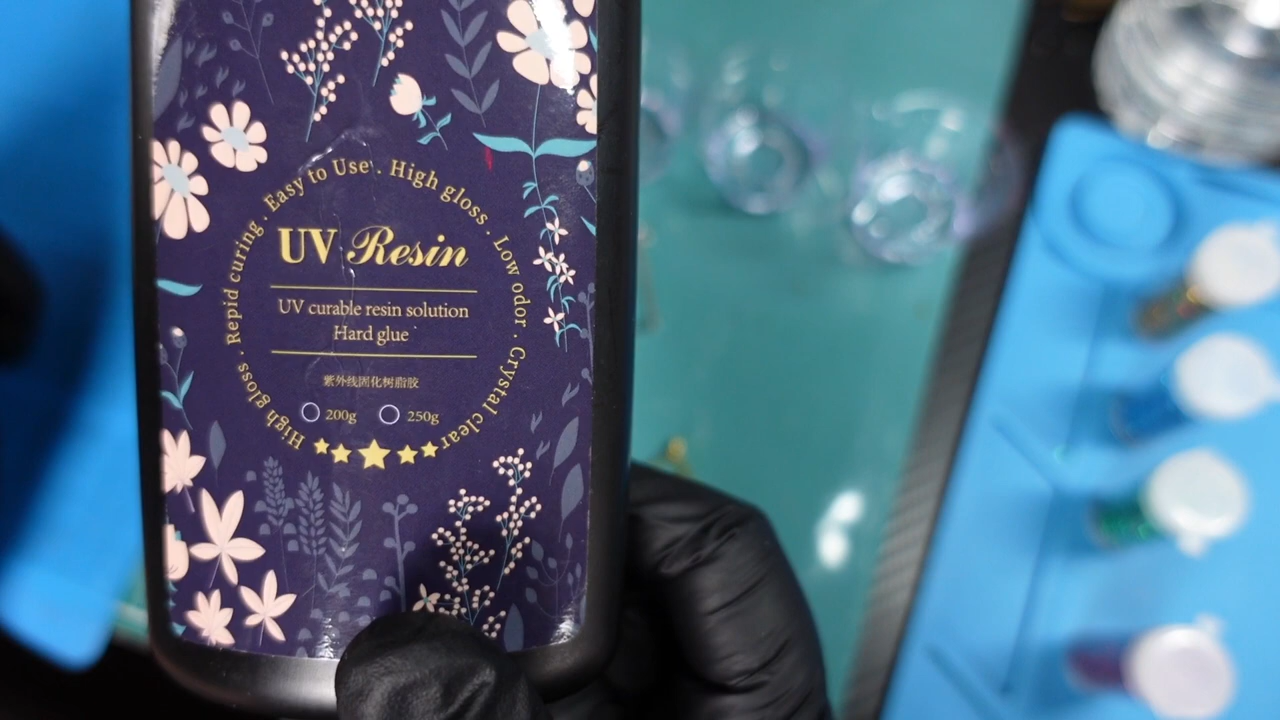 High gloss . Repid curing . Easy to Use . High gloss . Low odor . Crystal clear
UV Resin
UV curable resin solution
Hard glue
紫外线固化树脂胶
200g 250g